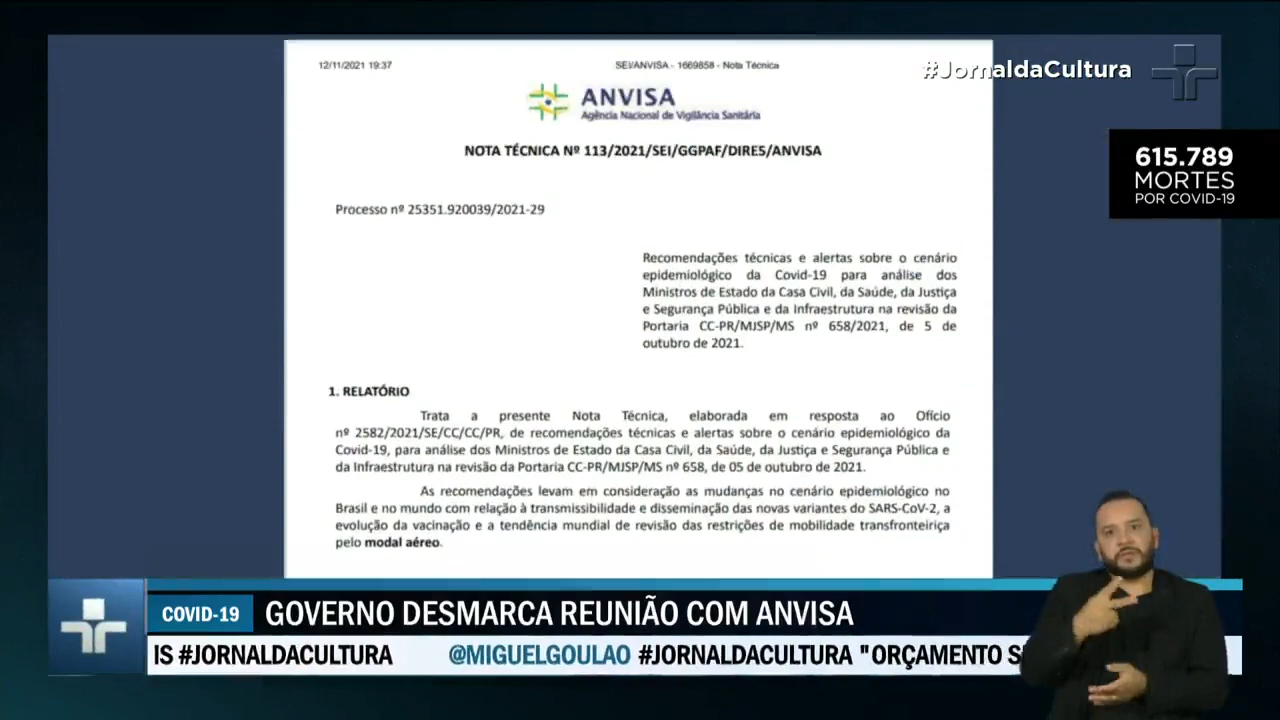 12/11/2021 19:37
SEI/ANVISA - 1669858 - Nota Técnica
#JornaldaCultura
ANVISA
Agência Nacional de Vigilância Sanitária
NOTA TÉCNICA Nº 113/2021/SEI/GGPAF/DIRE5/ANVISA
615.789
MORTES
POR COVID-19
Processo nº 25351.920039/2021-29
Recomendações técnicas e alertas sobre o cenário
epidemiológico da Covid-19 para análise dos
Ministros de Estado da Casa Civil, da Saúde, da Justiça
e Segurança Pública e da Infraestrutura na revisão da
Portaria CC-PR/MJSP/MS nº 658/2021, de 5 de
outubro de 2021.
1. RELATÓRIO
Trata a presente Nota Técnica, elaborada em resposta ao Ofício
nº 2582/2021/SE/CC/CC/PR, de recomendações técnicas e alertas sobre o cenário epidemiológico da
Covid-19, para análise dos Ministros de Estado da Casa Civil, da Saúde, da Justiça e Segurança Pública e
da Infraestrutura na revisão da Portaria CC-PR/MJSP/MS nº 658, de 05 de outubro de 2021.
As recomendações levam em consideração as mudanças no cenário epidemiológico no
Brasil e no mundo com relação à transmissibilidade e disseminação das novas variantes do SARS-CoV-2, a
evolução da vacinação e a tendência mundial de revisão das restrições de mobilidade transfronteiriça
pelo modal aéreo.
COVID-19 GOVERNO DESMARCA REUNIÃO COM ANVISA
IS #JORNALDACULTURA @MIGUELGOULAO #JORNALDACULTURA "ORÇAMENTO